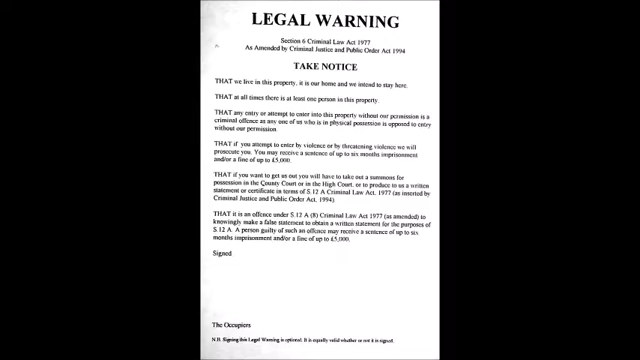 LEGAL WARNING
Section 6 Criminal Law Act 1977
As Amended by Criminal Justice and Public Order Act 1994
TAKE NOTICE
THAT we live in this property, it is our home and we intend to stay here.
THAT at all times there is at least one person in this property.
THAT any entry or attempt to enter into this property without our permission is a
criminal offence as any one of us who is in physical possession is opposed to entry
without our permission.
THAT if you attempt to enter by violence or by threatening violence we will
prosecute you. You may receive a sentence of up to six months imprisonment
and/or a fine of up to £5,000.
THAT if you want to get us out you will have to take out a summons for
possession in the County Court or in the High Court, or to produce to us a written
statement or certificate in terms of S.12 A Criminal Law Act, 1977 (as inserted by
Criminal Justice and Public Order Act, 1994)
THAT it is an offence under S.12 A (8) Criminal Law Act 1977 (as amended) to
knowingly make a false statement to obtain a written statement for the purposes of
S.12 A. A person guilty of such an offence may receive a sentence of up to six
months imprisonment and/or a fine of up to £5,000.
Signed
The Occupiers
N.B. Signing this Legal Warning is optional. It is equally valid whether or not it is signed.